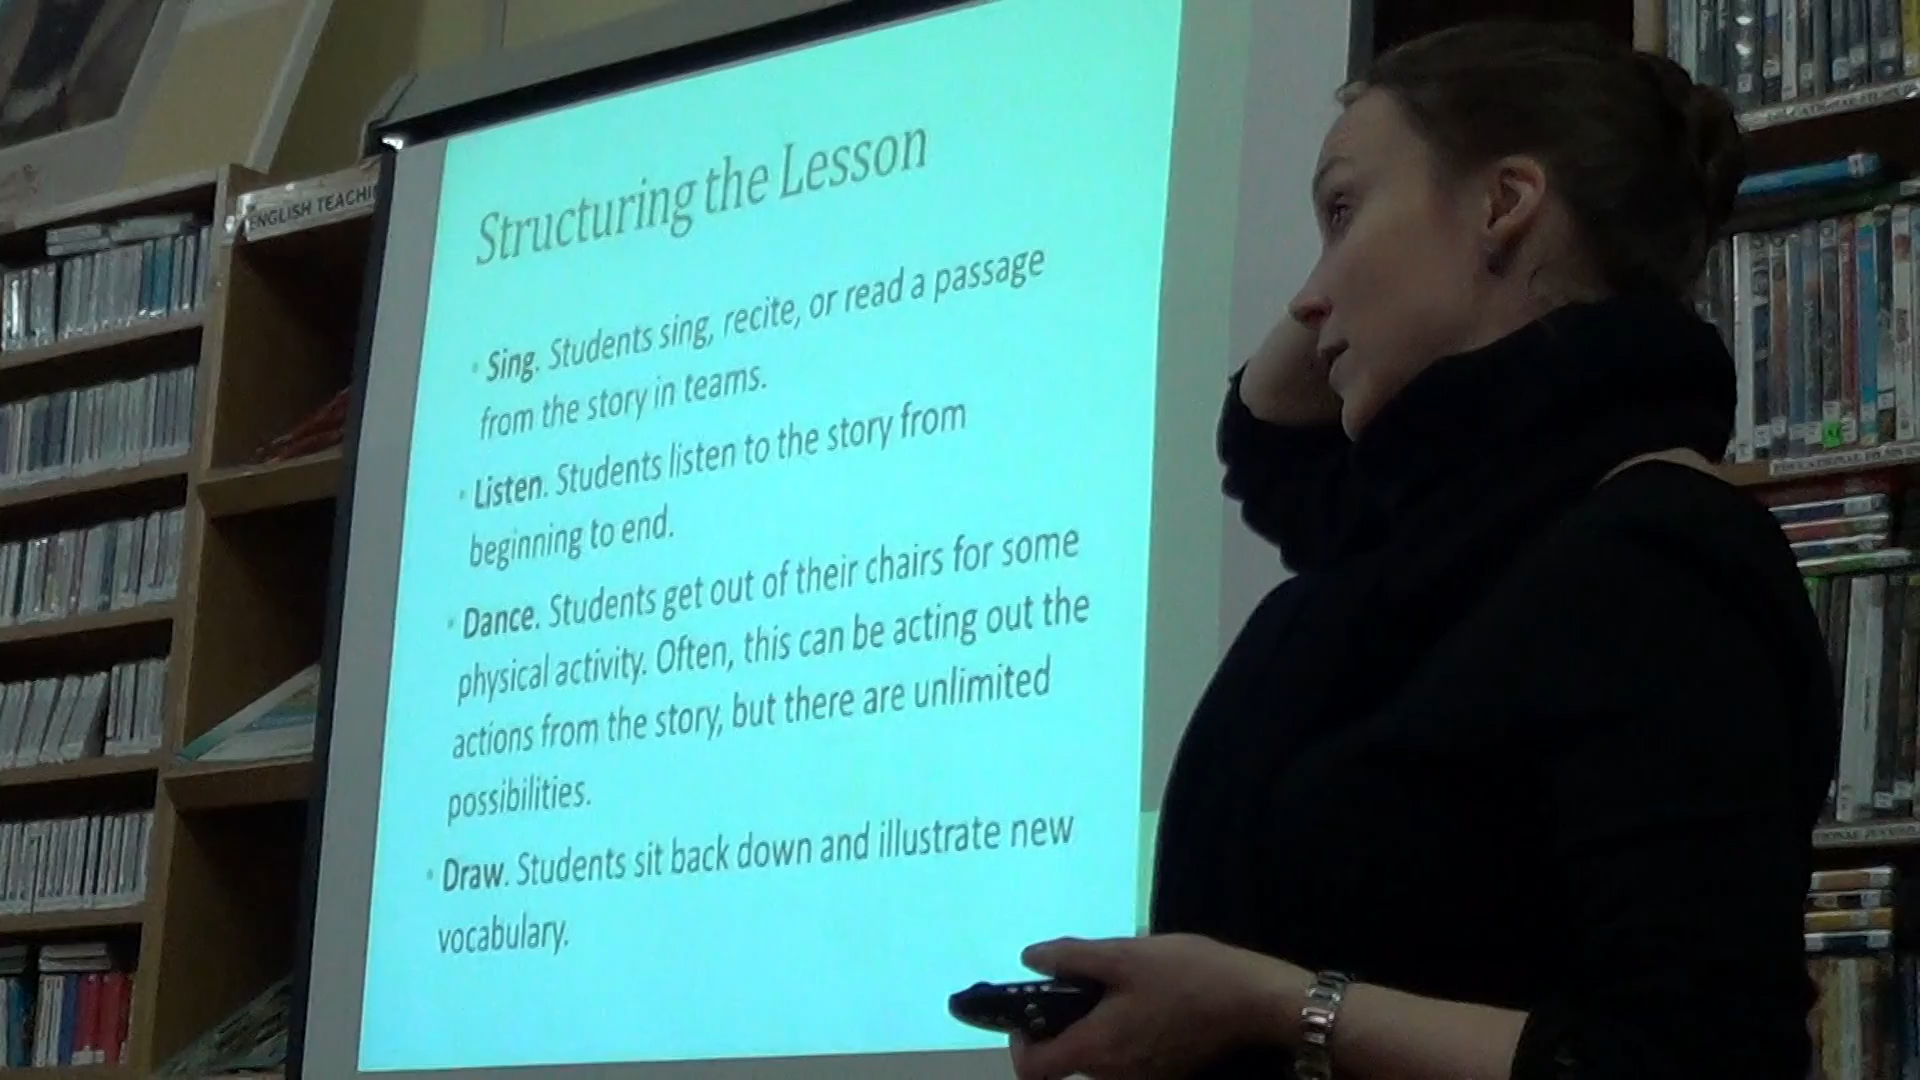 ENGLISH TEACHI
Structuring the Lesson
• Sing. Students sing, recite, or read a passage
from the story in teams.
• Listen. Students listen to the story from
beginning to end.
• Dance. Students get out of their chairs for some
physical activity. Often, this can be acting out the
actions from the story, but there are unlimited
possibilities.
• Draw. Students sit back down and illustrate new
vocabulary.